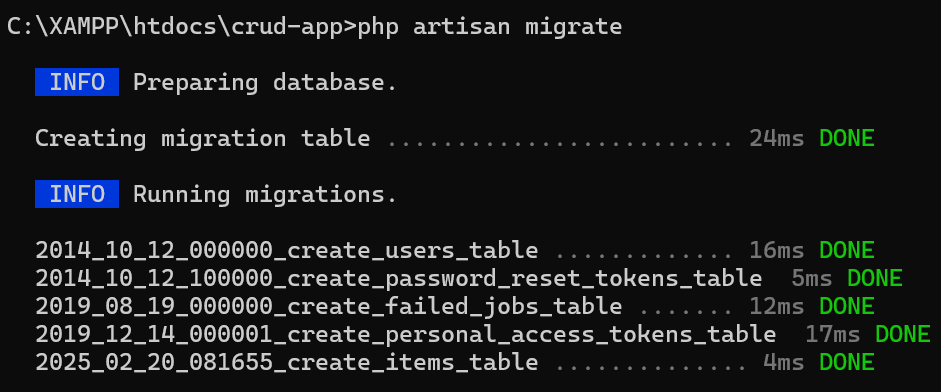 C:\XAMPP\htdocs\crud-app>php artisan migrate
INFO Preparing database.
Creating migration table ......................... 24ms DONE
INFO Running migrations.
2014_10_12_000000_create_users_table ............. 16ms DONE
2014_10_12_100000_create_password_reset_tokens_table 5ms DONE
2019_08_19_000000_create_failed_jobs_table ....... 12ms DONE
2019_12_14_000001_create_personal_access_tokens_table 17ms DONE
2025_02_20_081655_create_items_table .............. 4ms DONE